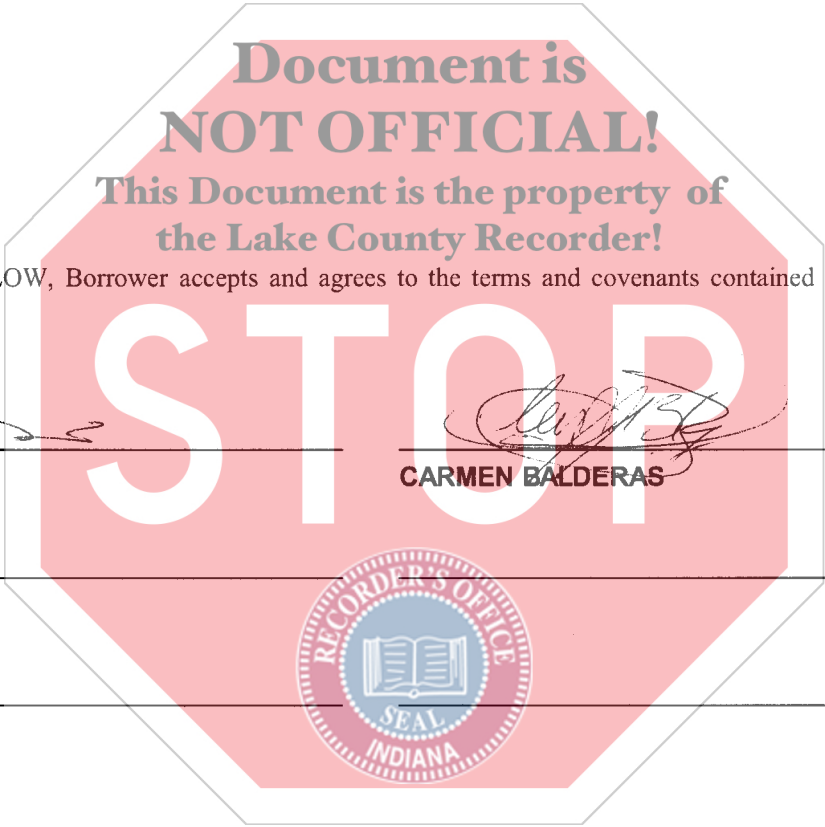 Document is
NOT OFFICIAL!
This Document is the property of
the Lake County Recorder!
LOW, Borrower accepts and agrees to the terms and covenants contained
STOP
CARMEN BALDERAS
RECORDER'S OFFICE
SEAL
INDIANA